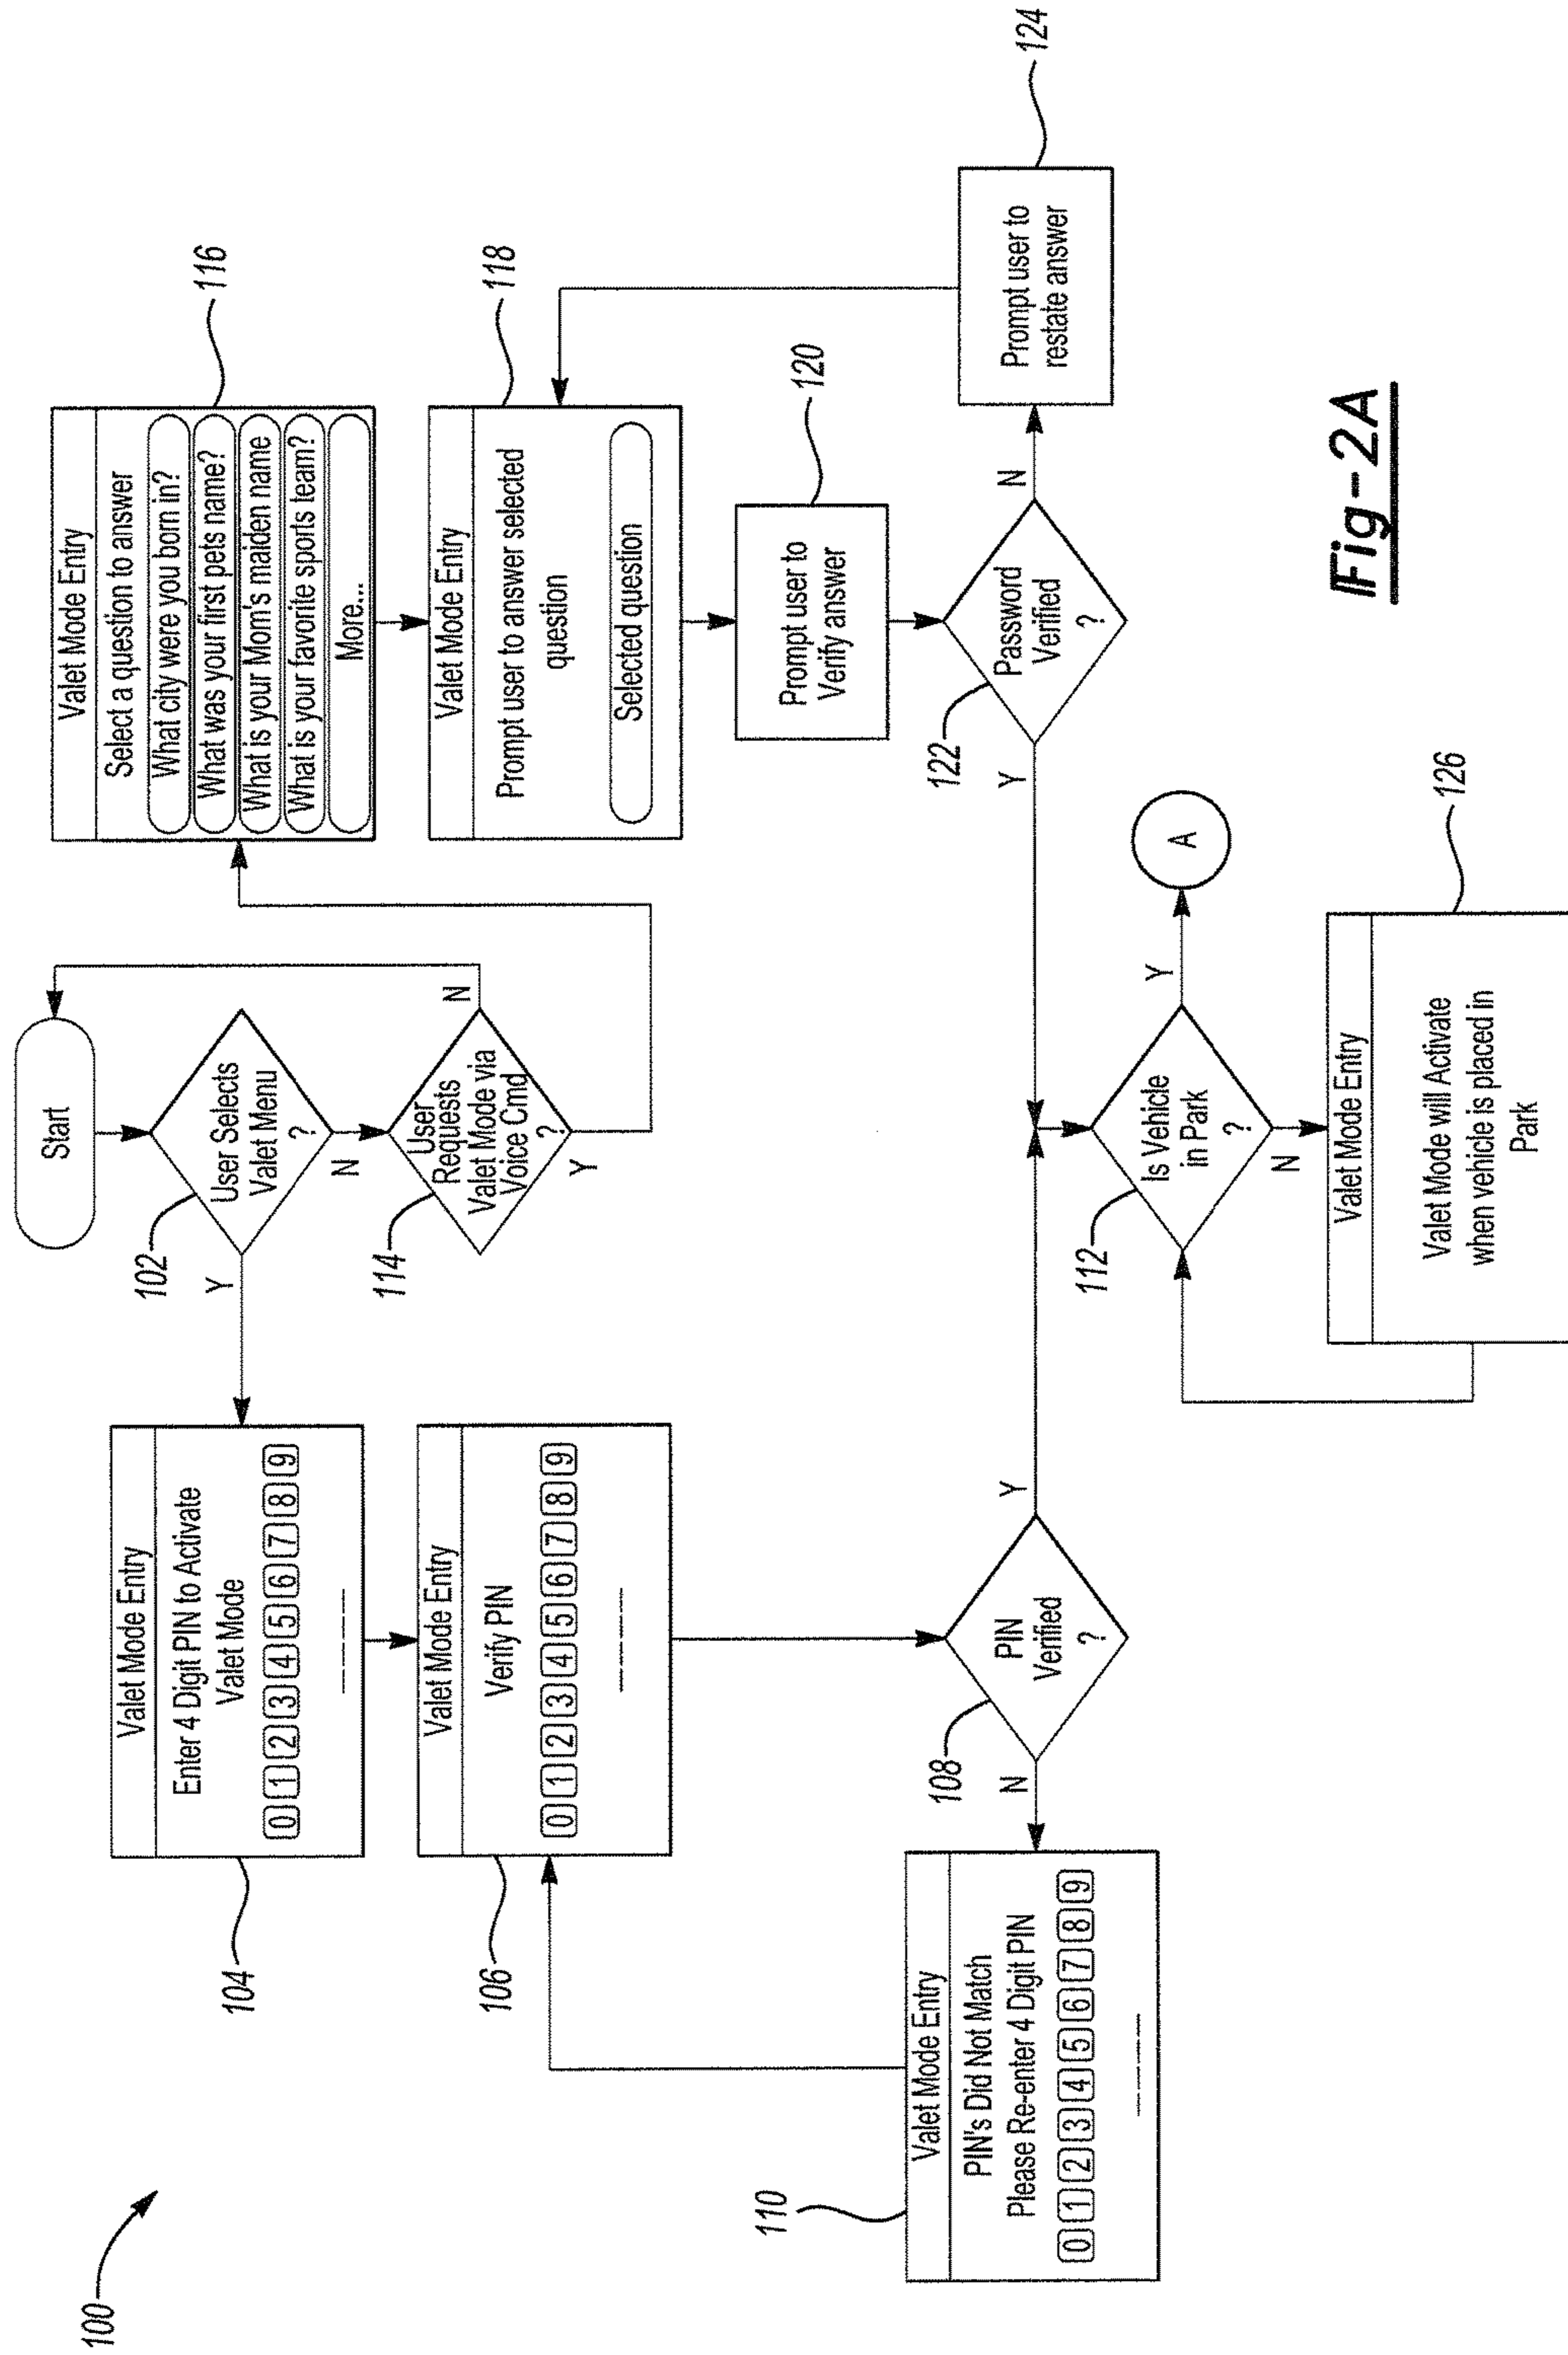 100
Start
102
User Selects
Valet Menu
?
Y
N
114
User
Requests
Valet Mode via
Voice Cmd
?
N
Y
104
Valet Mode Entry
Enter 4 Digit PIN to Activate
Valet Mode
0 1 2 3 4 5 6 7 8 9
106
Valet Mode Entry
Verify PIN
0 1 2 3 4 5 6 7 8 9
108
PIN
Verified
?
N
Y
110
Valet Mode Entry
PIN's Did Not Match
Please Re-enter 4 Digit PIN
0 1 2 3 4 5 6 7 8 9
116
Valet Mode Entry
Select a question to answer
What city were you born in?
What was your first pets name?
What is your Mom's maiden name
What is your favorite sports team?
More...
118
Valet Mode Entry
Prompt user to answer selected
question
Selected question
120
Prompt user to
Verify answer
122
Password
Verified
?
Y
N
124
Prompt user to
restate answer
112
Is Vehicle
in Park
?
Y
N
A
126
Valet Mode Entry
Valet Mode will Activate
when vehicle is placed in
Park
Fig-2A